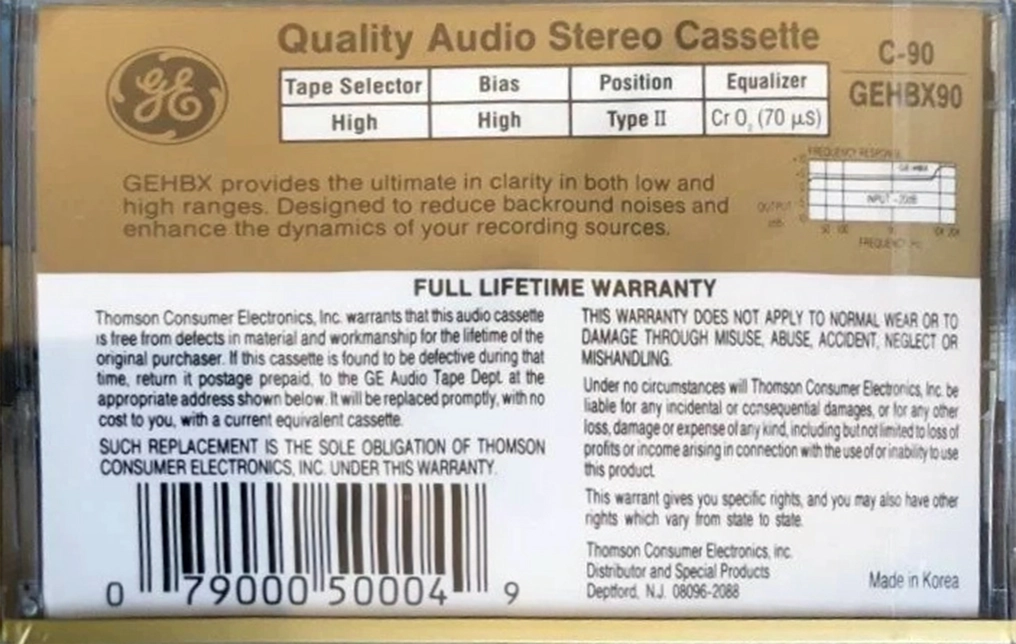 GE
Quality Audio Stereo Cassette
C-90
GEHBX90
Tape Selector Bias Position Equalizer
High High Type II Cr O2 (70 µS)
GEHBX provides the ultimate in clarity in both low and
high ranges. Designed to reduce backround noises and
enhance the dynamics of your recording sources.
FREQUENCY RESPONSE
INPUT -20dB
OUTPUT
dB
FREQUENCY Hz
FULL LIFETIME WARRANTY
Thomson Consumer Electronics, Inc. warrants that this audio cassette
is free from defects in material and workmanship for the lifetime of the
original purchaser. If this cassette is found to be defective during that
time, return it postage prepaid, to the GE Audio Tape Dept. at the
appropriate address shown below. It will be replaced promptly, with no
cost to you, with a current equivalent cassette.
SUCH REPLACEMENT IS THE SOLE OBLIGATION OF THOMSON
CONSUMER ELECTRONICS, INC. UNDER THIS WARRANTY.
THIS WARRANTY DOES NOT APPLY TO NORMAL WEAR OR TO
DAMAGE THROUGH MISUSE, ABUSE, ACCIDENT, NEGLECT OR
MISHANDLING.
Under no circumstances will Thomson Consumer Electronics, Inc. be
liable for any incidental or consequential damages, or for any other
loss, damage or expense of any kind, including but not limited to loss of
profits or income arising in connection with the use of or inability to use
this product.
This warrant gives you specific rights, and you may also have other
rights which vary from state to state.
Thomson Consumer Electronics, Inc.
Distributor and Special Products
Deptford, N.J. 08096-2088
Made in Korea
0 79000 50004 9